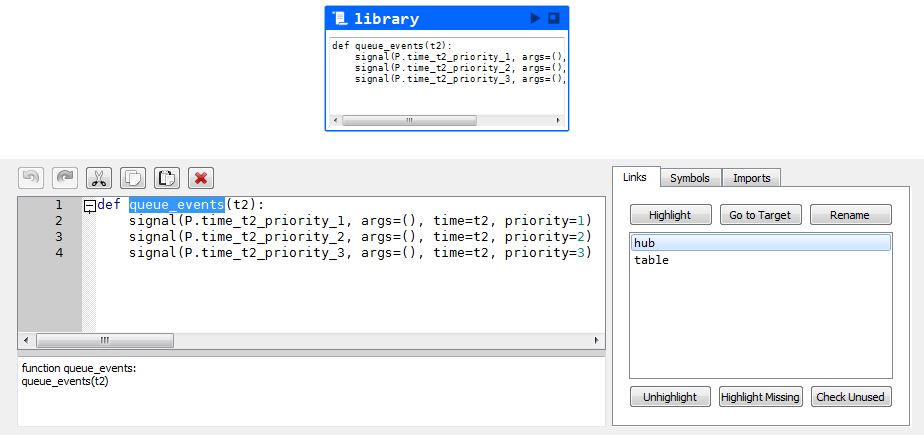 library
def queue_events(t2):
    signal(P.time_t2_priority_1, args=(),
    signal(P.time_t2_priority_2, args=(),
    signal(P.time_t2_priority_3, args=(),
Links Symbols Imports
1 def queue_events(t2):
2     signal(P.time_t2_priority_1, args=(), time=t2, priority=1)
3     signal(P.time_t2_priority_2, args=(), time=t2, priority=2)
4     signal(P.time_t2_priority_3, args=(), time=t2, priority=3)
function queue_events:
queue_events(t2)
Highlight Go to Target Rename
hub
table
Unhighlight Highlight Missing Check Unused